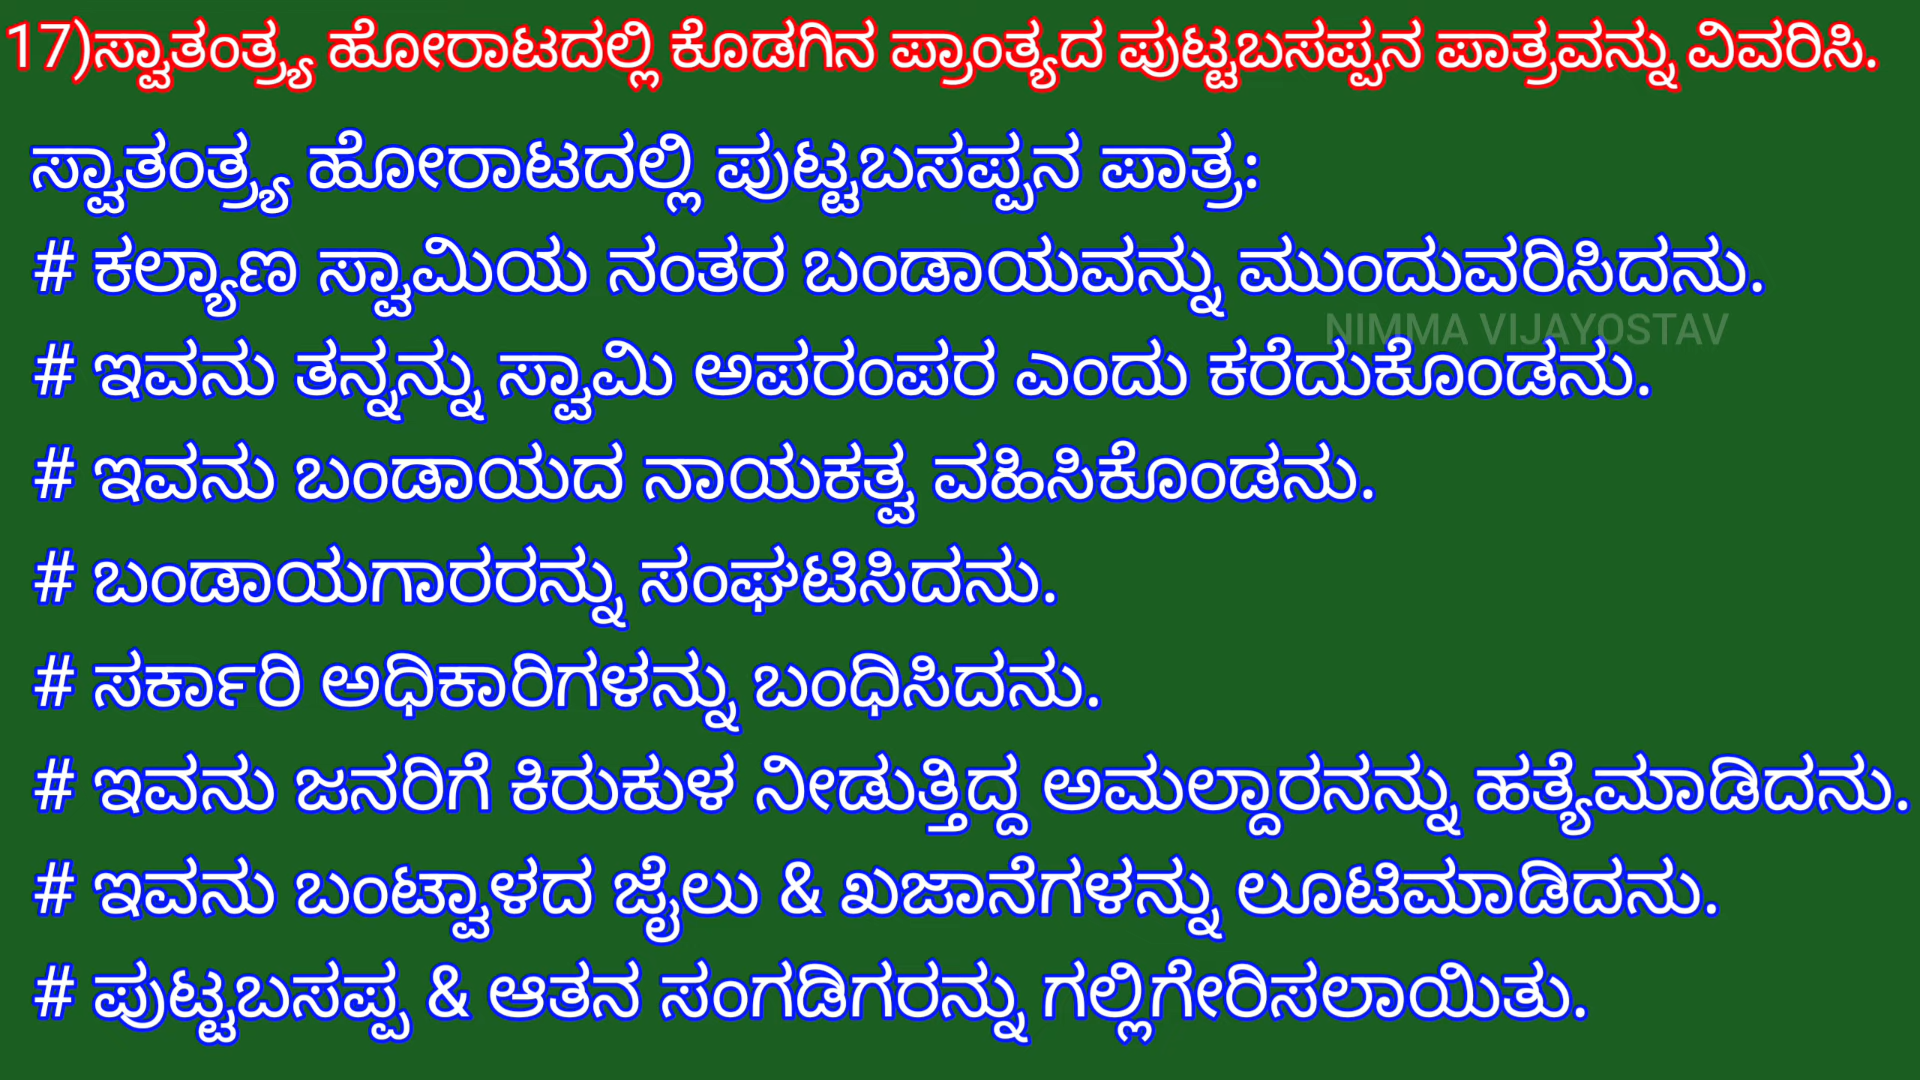 17)ಸ್ವಾತಂತ್ರ್ಯ ಹೋರಾಟದಲ್ಲಿ ಕೊಡಗಿನ ಪ್ರಾಂತ್ಯದ ಪುಟ್ಟಬಸಪ್ಪನ ಪಾತ್ರವನ್ನು ವಿವರಿಸಿ.
ಸ್ವಾತಂತ್ರ್ಯ ಹೋರಾಟದಲ್ಲಿ ಪುಟ್ಟಬಸಪ್ಪನ ಪಾತ್ರ:
# ಕಲ್ಯಾಣ ಸ್ವಾಮಿಯ ನಂತರ ಬಂಡಾಯವನ್ನು ಮುಂದುವರಿಸಿದನು.
NIMMA VIJAYOSTAV
# ಇವನು ತನ್ನನ್ನು ಸ್ವಾಮಿ ಅಪರಂಪರ ಎಂದು ಕರೆದುಕೊಂಡನು.
# ಇವನು ಬಂಡಾಯದ ನಾಯಕತ್ವ ವಹಿಸಿಕೊಂಡನು.
# ಬಂಡಾಯಗಾರರನ್ನು ಸಂಘಟಿಸಿದನು.
# ಸರ್ಕಾರಿ ಅಧಿಕಾರಿಗಳನ್ನು ಬಂಧಿಸಿದನು.
# ಇವನು ಜನರಿಗೆ ಕಿರುಕುಳ ನೀಡುತ್ತಿದ್ದ ಅಮಲ್ದಾರನನ್ನು ಹತ್ಯೆಮಾಡಿದನು.
# ಇವನು ಬಂಟ್ವಾಳದ ಜೈಲು & ಖಜಾನೆಗಳನ್ನು ಲೂಟಿಮಾಡಿದನು.
# ಪುಟ್ಟಬಸಪ್ಪ & ಆತನ ಸಂಗಡಿಗರನ್ನು ಗಲ್ಲಿಗೇರಿಸಲಾಯಿತು.